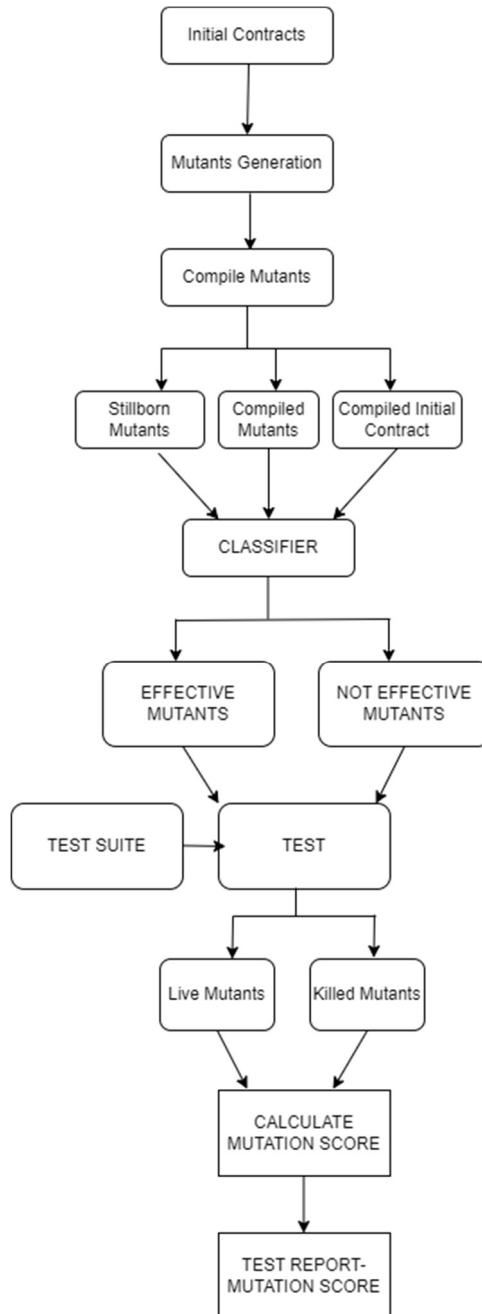 Initial Contracts
Mutants Generation
Compile Mutants
Stillborn
Mutants
Compiled
Mutants
Compiled Initial
Contract
CLASSIFIER
EFFECTIVE
MUTANTS
NOT EFFECTIVE
MUTANTS
TEST SUITE
TEST
Live Mutants
Killed Mutants
CALCULATE
MUTATION SCORE
TEST REPORT-
MUTATION SCORE